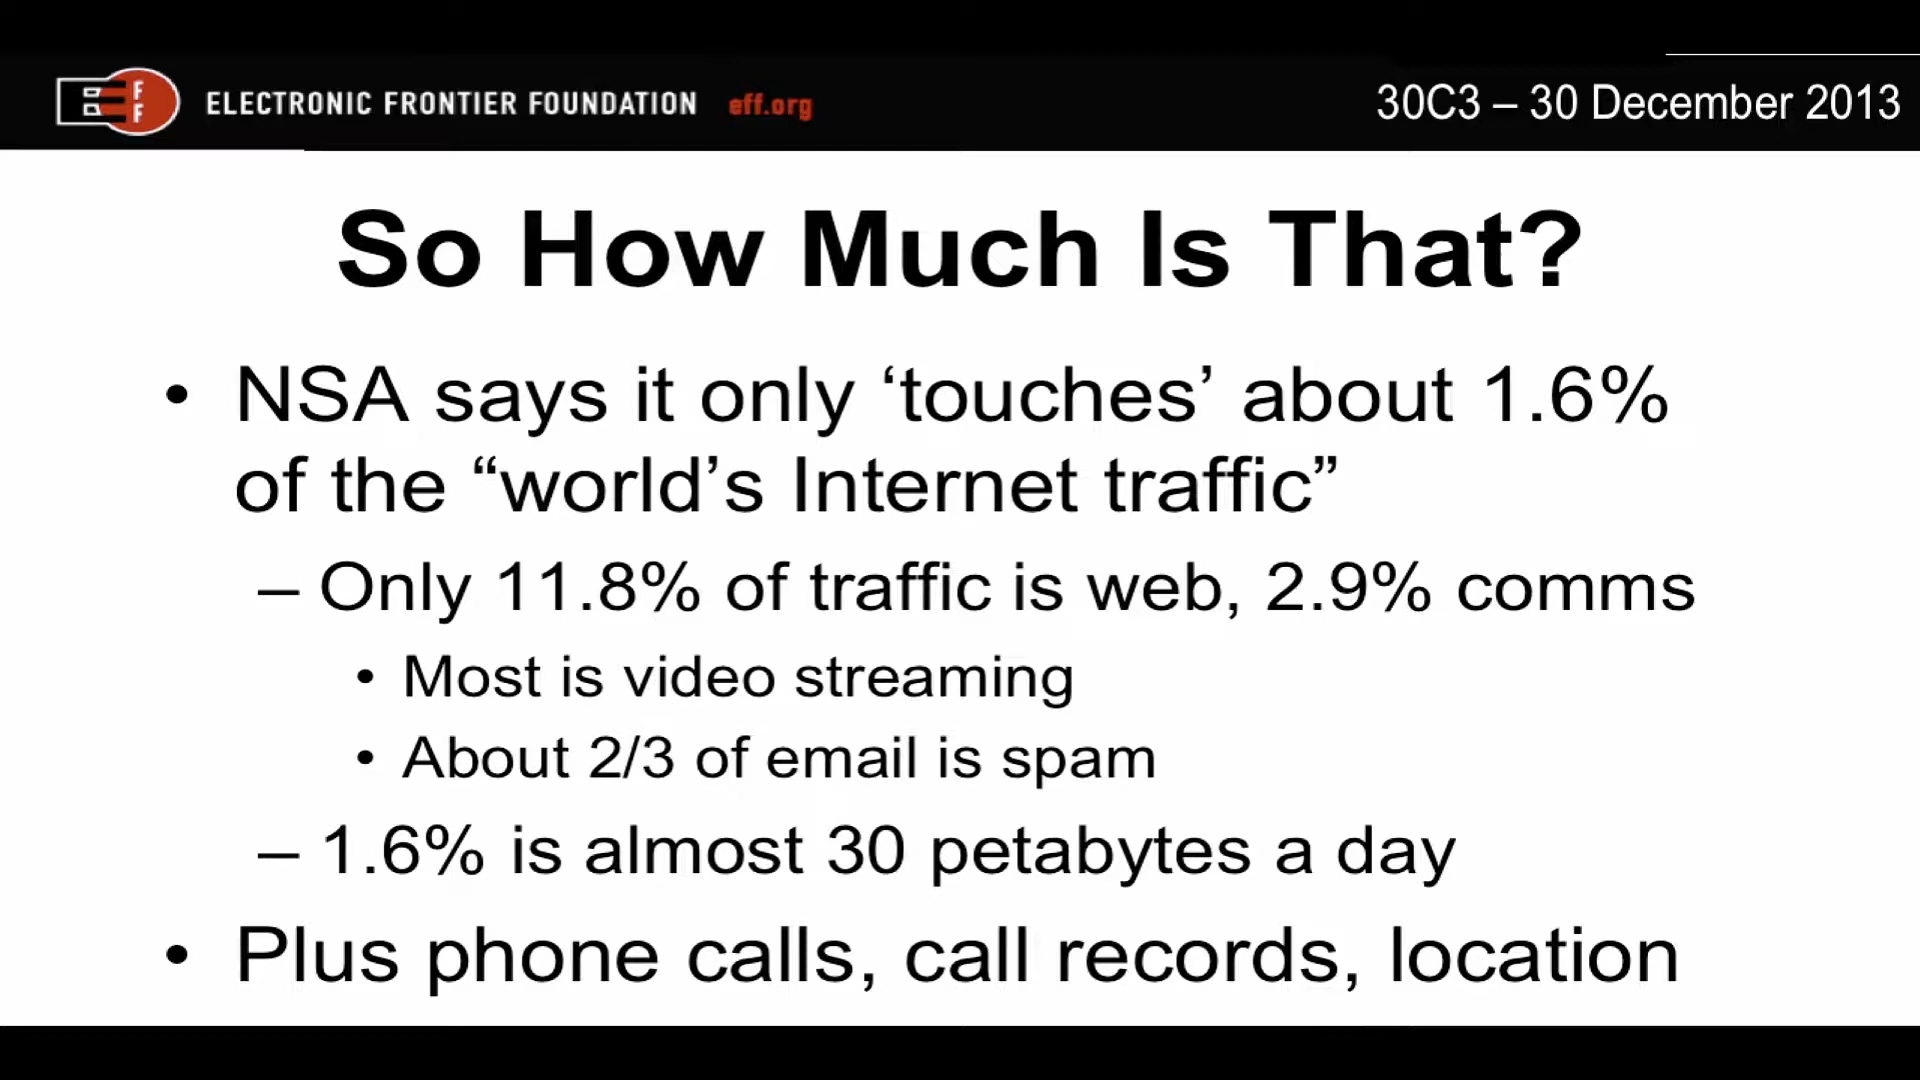 EFF
ELECTRONIC FRONTIER FOUNDATION eff.org
30C3 – 30 December 2013
So How Much Is That?
• NSA says it only ‘touches’ about 1.6%
of the “world’s Internet traffic”
– Only 11.8% of traffic is web, 2.9% comms
• Most is video streaming
• About 2/3 of email is spam
– 1.6% is almost 30 petabytes a day
• Plus phone calls, call records, location